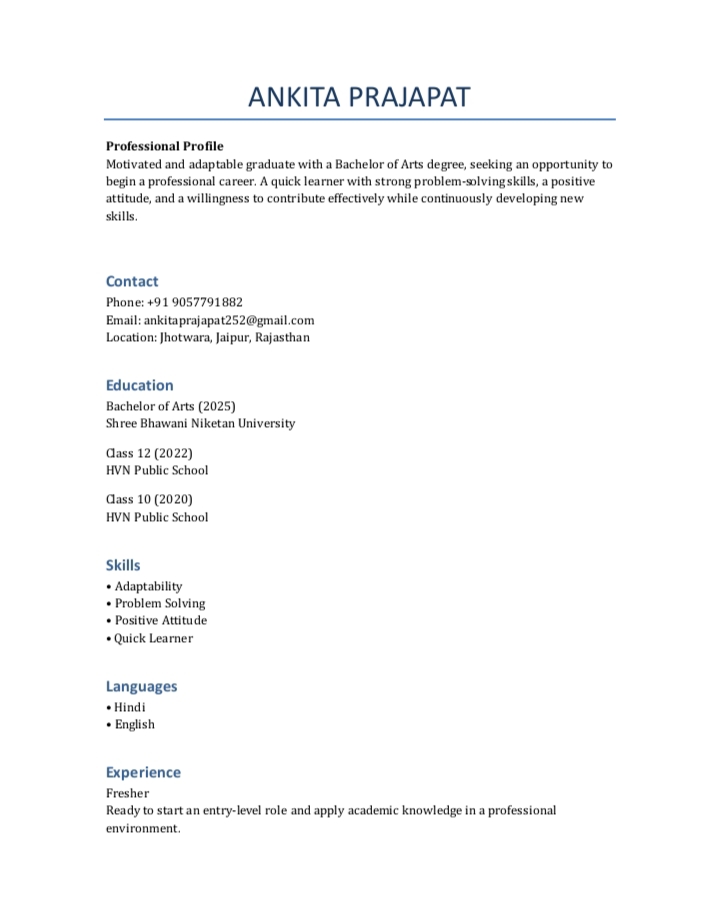 ANKITA PRAJAPAT
Professional Profile
Motivated and adaptable graduate with a Bachelor of Arts degree, seeking an opportunity to
begin a professional career. A quick learner with strong problem-solving skills, a positive
attitude, and a willingness to contribute effectively while continuously developing new
skills.
Contact
Phone: +91 9057791882
Email: ankitaprajapat252@gmail.com
Location: Jhotwara, Jaipur, Rajasthan
Education
Bachelor of Arts (2025)
Shree Bhawani Niketan University
Class 12 (2022)
HVN Public School
Class 10 (2020)
HVN Public School
Skills
• Adaptability
• Problem Solving
• Positive Attitude
• Quick Learner
Languages
• Hindi
• English
Experience
Fresher
Ready to start an entry-level role and apply academic knowledge in a professional
environment.